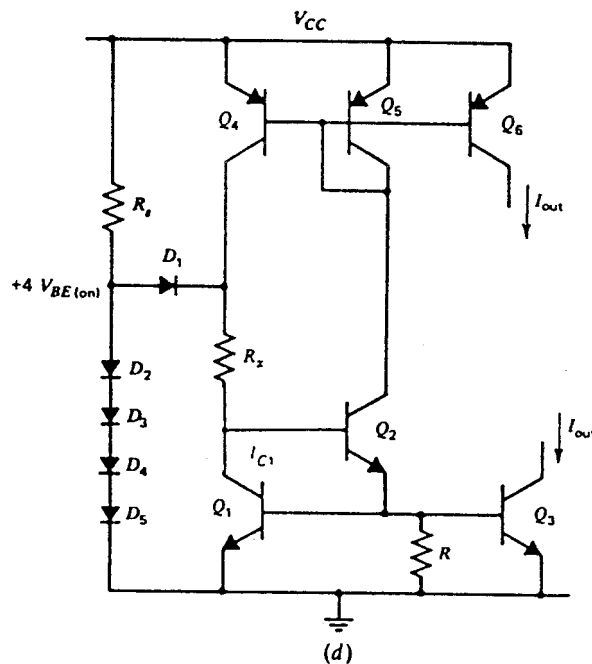 V_CC
Q_4
Q_5
Q_6
I_out
R_s
D_1
+4 V_BE(on)
R_x
D_2
D_3
D_4
D_5
I_C1
Q_2
I_out
Q_1
Q_3
R
(d)